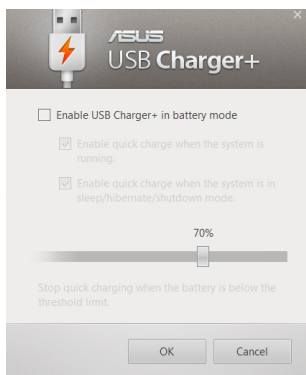 ASUS
USB Charger+
Enable USB Charger+ in battery mode
Enable quick charge when the system is
running.
Enable quick charge when the system is in
sleep/hibernate/shutdown mode.
70%
Stop quick charging when the battery is below the
threshold limit.
OK Cancel